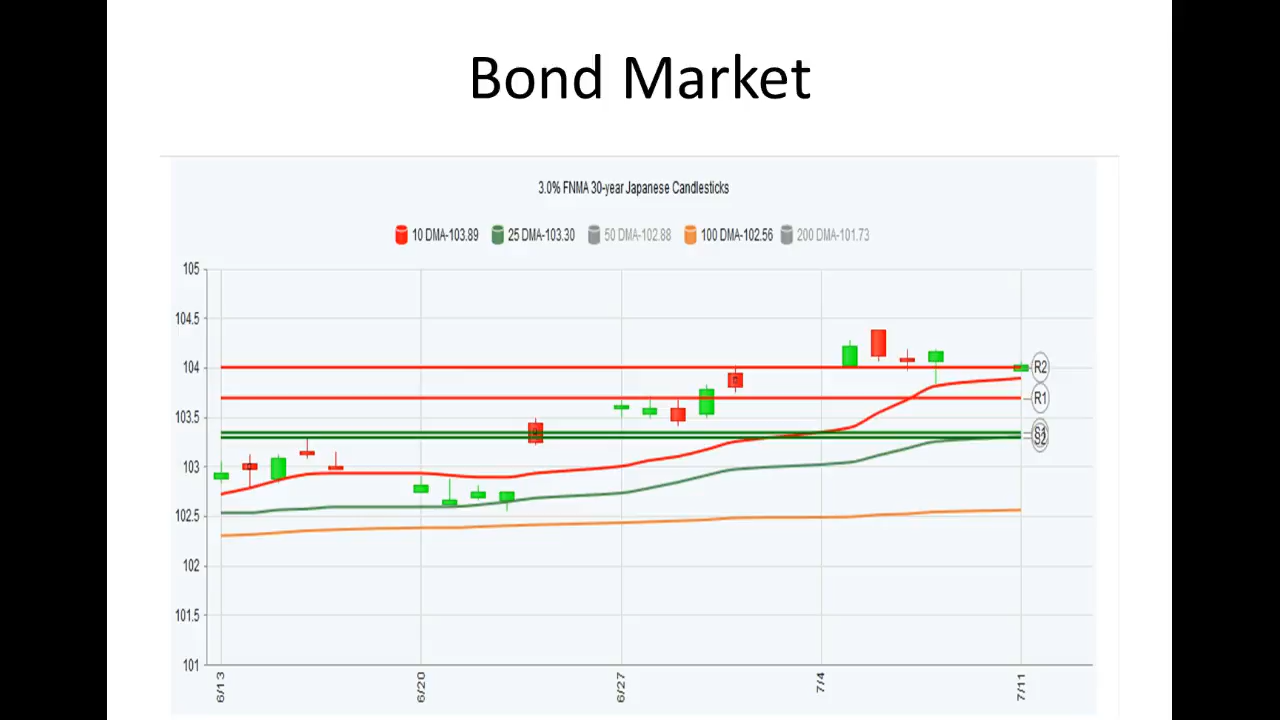 Bond Market
3.0% FNMA 30-year Japanese Candlesticks
10 DMA-103.89 25 DMA-103.30 50 DMA-102.88 100 DMA-102.56 200 DMA-101.73
105
104.5
104
103.5
103
102.5
102
101.5
101
R2
R1
S2
6/13 6/20 6/27 7/4 7/11